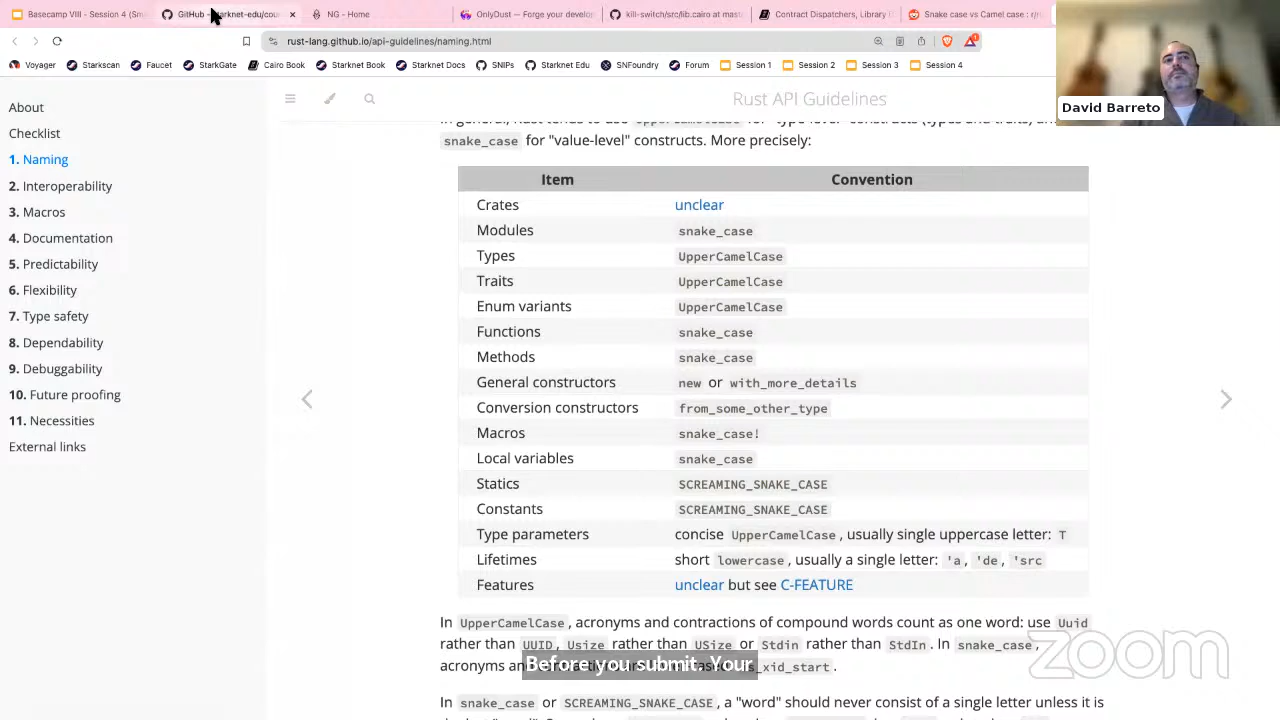 Basecamp VIII - Session 4 (Sma
GitHub - starknet-edu/cou
NG - Home
OnlyDust — Forge your develop
kill-switch/src/lib.cairo at mast
Contract Dispatchers, Library
Snake case vs Camel case : r/r
rust-lang.github.io/api-guidelines/naming.html
Voyager
Starkscan
Faucet
StarkGate
Cairo Book
Starknet Book
Starknet Docs
SNIPs
Starknet Edu
SNFoundry
Forum
Session 1
Session 2
Session 3
Session 4
David Barreto
About
Checklist
1. Naming
2. Interoperability
3. Macros
4. Documentation
5. Predictability
6. Flexibility
7. Type safety
8. Dependability
9. Debuggability
10. Future proofing
11. Necessities
External links
Rust API Guidelines
snake_case for "value-level" constructs. More precisely:
Item Convention
Crates unclear
Modules snake_case
Types UpperCamelCase
Traits UpperCamelCase
Enum variants UpperCamelCase
Functions snake_case
Methods snake_case
General constructors new or with_more_details
Conversion constructors from_some_other_type
Macros snake_case!
Local variables snake_case
Statics SCREAMING_SNAKE_CASE
Constants SCREAMING_SNAKE_CASE
Type parameters concise UpperCamelCase, usually single uppercase letter: T
Lifetimes short lowercase, usually a single letter: 'a, 'de, 'src
Features unclear but see C-FEATURE
In UpperCamelCase, acronyms and contractions of compound words count as one word: use Uuid
rather than UUID, Usize rather than USize or Stdin rather than StdIn. In snake_case,
acronyms an s_xid_start.
Before you submit. Your
zoom
In snake_case or SCREAMING_SNAKE_CASE, a "word" should never consist of a single letter unless it is